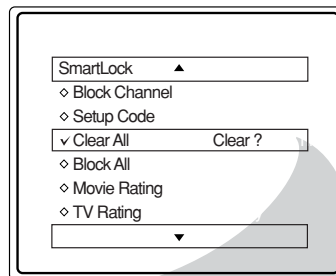 SmartLock ▲
◇ Block Channel
◇ Setup Code
✓ Clear All Clear ?
◇ Block All
◇ Movie Rating
◇ TV Rating
▼